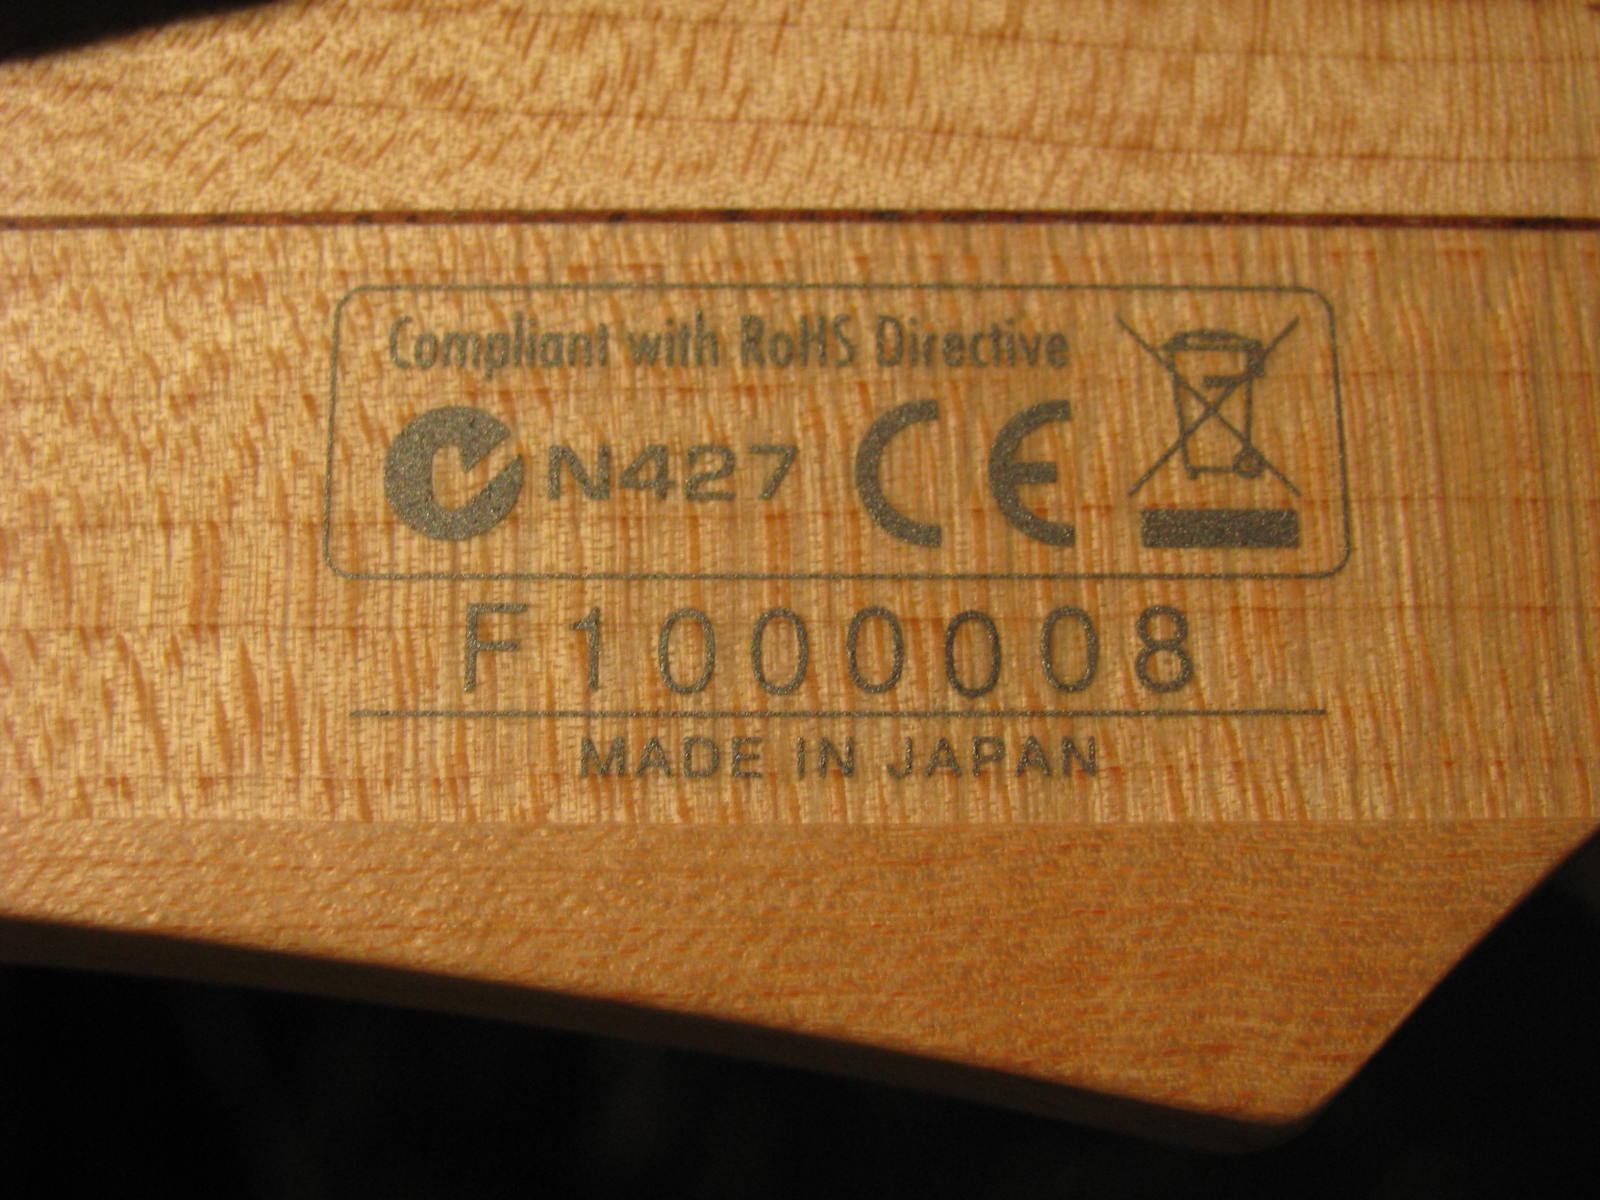 Compliant with RoHS Directive
N427 CE
F1000008
MADE IN JAPAN